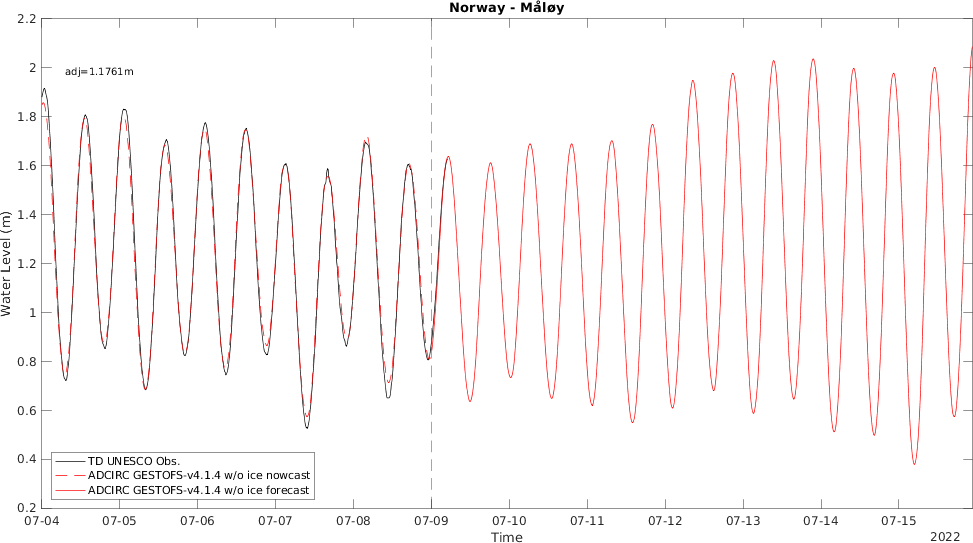 Norway - Måløy
adj=1.1761m
Water Level (m)
2.2
2
1.8
1.6
1.4
1.2
1
0.8
0.6
0.4
0.2
TD UNESCO Obs.
ADCIRC GESTOFS-v4.1.4 w/o ice nowcast
ADCIRC GESTOFS-v4.1.4 w/o ice forecast
07-04 07-05 07-06 07-07 07-08 07-09 07-10 07-11 07-12 07-13 07-14 07-15
Time
2022